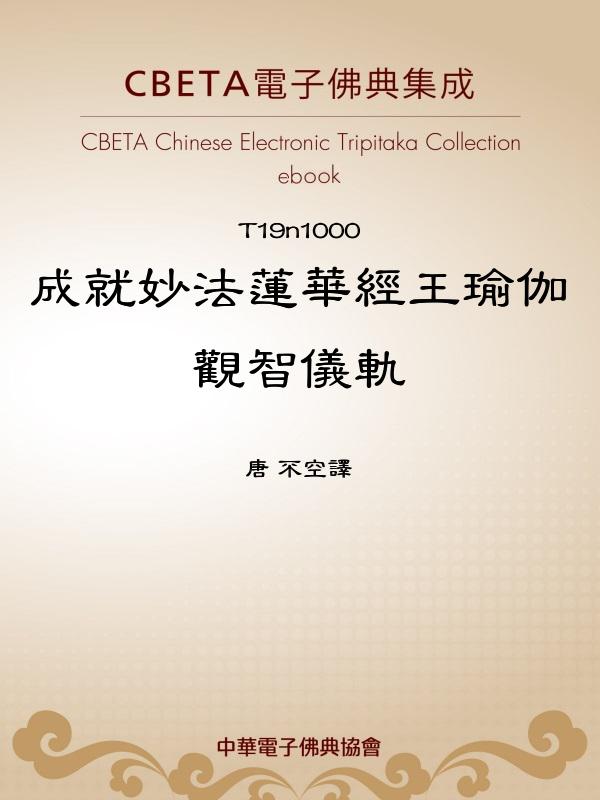 CBETA電子佛典集成
CBETA Chinese Electronic Tripitaka Collection
ebook
T19n1000
成就妙法蓮華經王瑜伽
觀智儀軌
唐 不空譯
中華電子佛典協會